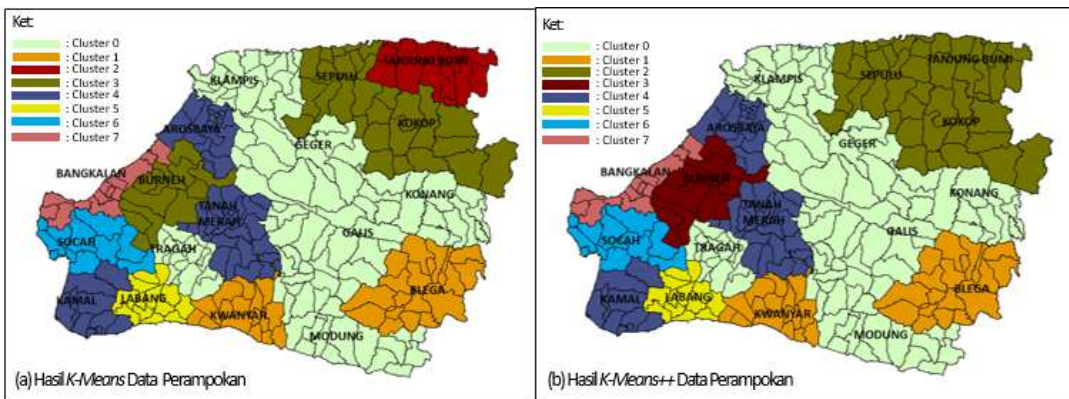 Ket:
: Cluster 0
: Cluster 1
: Cluster 2
: Cluster 3
: Cluster 4
: Cluster 5
: Cluster 6
: Cluster 7
KLAMPIS
SEPULU
TANJUNG BUMI
AROSBAYA
KOKOP
GEGER
BANGKALAN
BURNEH
KONANG
TANAH
MERAH
SOCAH
TRAGAH
GALIS
KAMAL
LABANG
BLEGA
KWANYAR
MODUNG
(a) Hasil K-Means Data Perampokan
Ket:
: Cluster 0
: Cluster 1
: Cluster 2
: Cluster 3
: Cluster 4
: Cluster 5
: Cluster 6
: Cluster 7
KLAMPIS
SEPULU
TANJUNG BUMI
AROSBAYA
KOKOP
GEGER
BANGKALAN
BURNEH
KONANG
TANAH
MERAH
SOCAH
TRAGAH
GALIS
KAMAL
LABANG
BLEGA
KWANYAR
MODUNG
(b) Hasil K-Means++ Data Perampokan